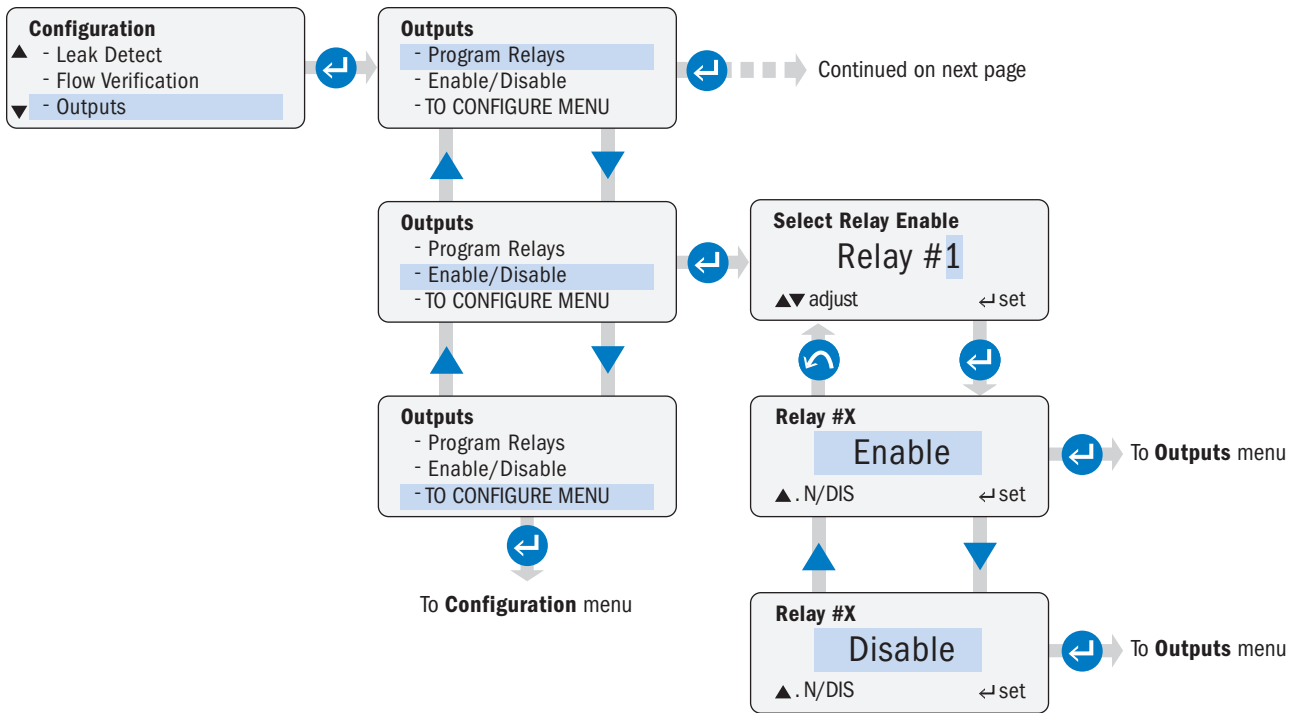 Configuration
▲ - Leak Detect
- Flow Verification
▼ - Outputs
Outputs
- Program Relays
- Enable/Disable
- TO CONFIGURE MENU
Continued on next page
Outputs
- Program Relays
- Enable/Disable
- TO CONFIGURE MENU
Select Relay Enable
Relay #1
▲▼ adjust ↵ set
Outputs
- Program Relays
- Enable/Disable
- TO CONFIGURE MENU
To Configuration menu
Relay #X
Enable
▲ . N/DIS ↵ set
To Outputs menu
Relay #X
Disable
▲ . N/DIS ↵ set
To Outputs menu